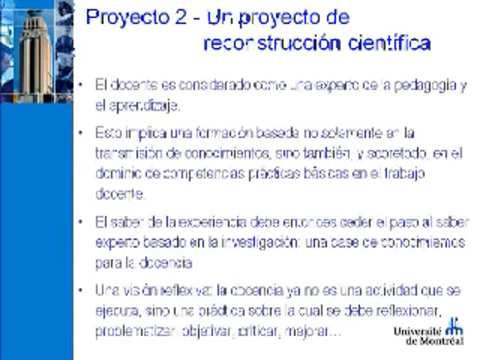 Proyecto 2 - Un proyecto de
reconstrucción científica
• El docente es considerado como una experto de la pedagogía y
el aprendizaje.
• Esto implica una formación basada no solamente en la
transmisión de conocimientos, sino también, y sobretodo, en el
dominio de competencias prácticas básicas en el trabajo
docente.
• El saber de la experiencia debe entonces ceder el paso al saber
experto basado en la investigación: una base de conocimientos
para la docencia
• Una visión reflexiva: la docencia ya no es una actividad que se
ejecuta, sino una práctica sobre la cual se debe reflexionar,
problematizar, objetivar, criticar, mejorar…
Université
de Montréal